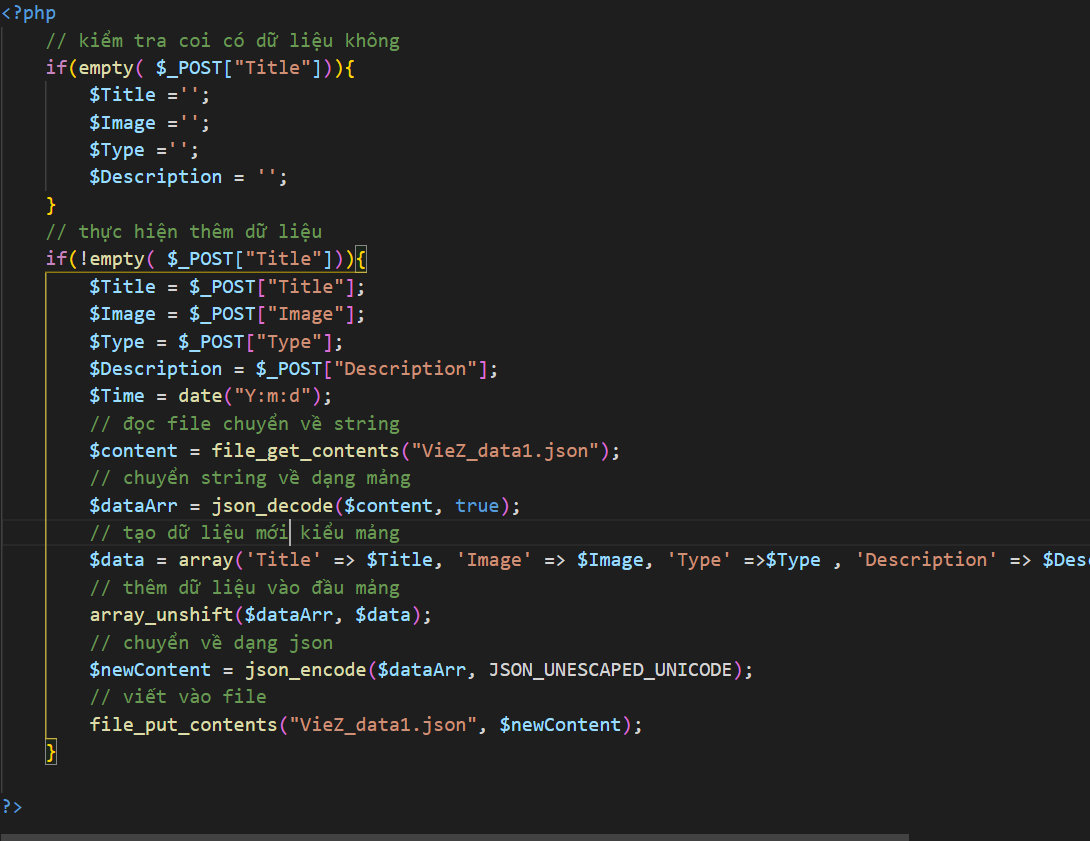 <?php
// kiểm tra coi có dữ liệu không
if(empty( $_POST["Title"])){
$Title ='';
$Image ='';
$Type ='';
$Description = '';
}
// thực hiện thêm dữ liệu
if(!empty( $_POST["Title"])){
$Title = $_POST["Title"];
$Image = $_POST["Image"];
$Type = $_POST["Type"];
$Description = $_POST["Description"];
$Time = date("Y:m:d");
// đọc file chuyển về string
$content = file_get_contents("VieZ_data1.json");
// chuyển string về dạng mảng
$dataArr = json_decode($content, true);
// tạo dữ liệu mới kiểu mảng
$data = array('Title' => $Title, 'Image' => $Image, 'Type' =>$Type , 'Description' => $Des
// thêm dữ liệu vào đầu mảng
array_unshift($dataArr, $data);
// chuyển về dạng json
$newContent = json_encode($dataArr, JSON_UNESCAPED_UNICODE);
// viết vào file
file_put_contents("VieZ_data1.json", $newContent);
}
?>